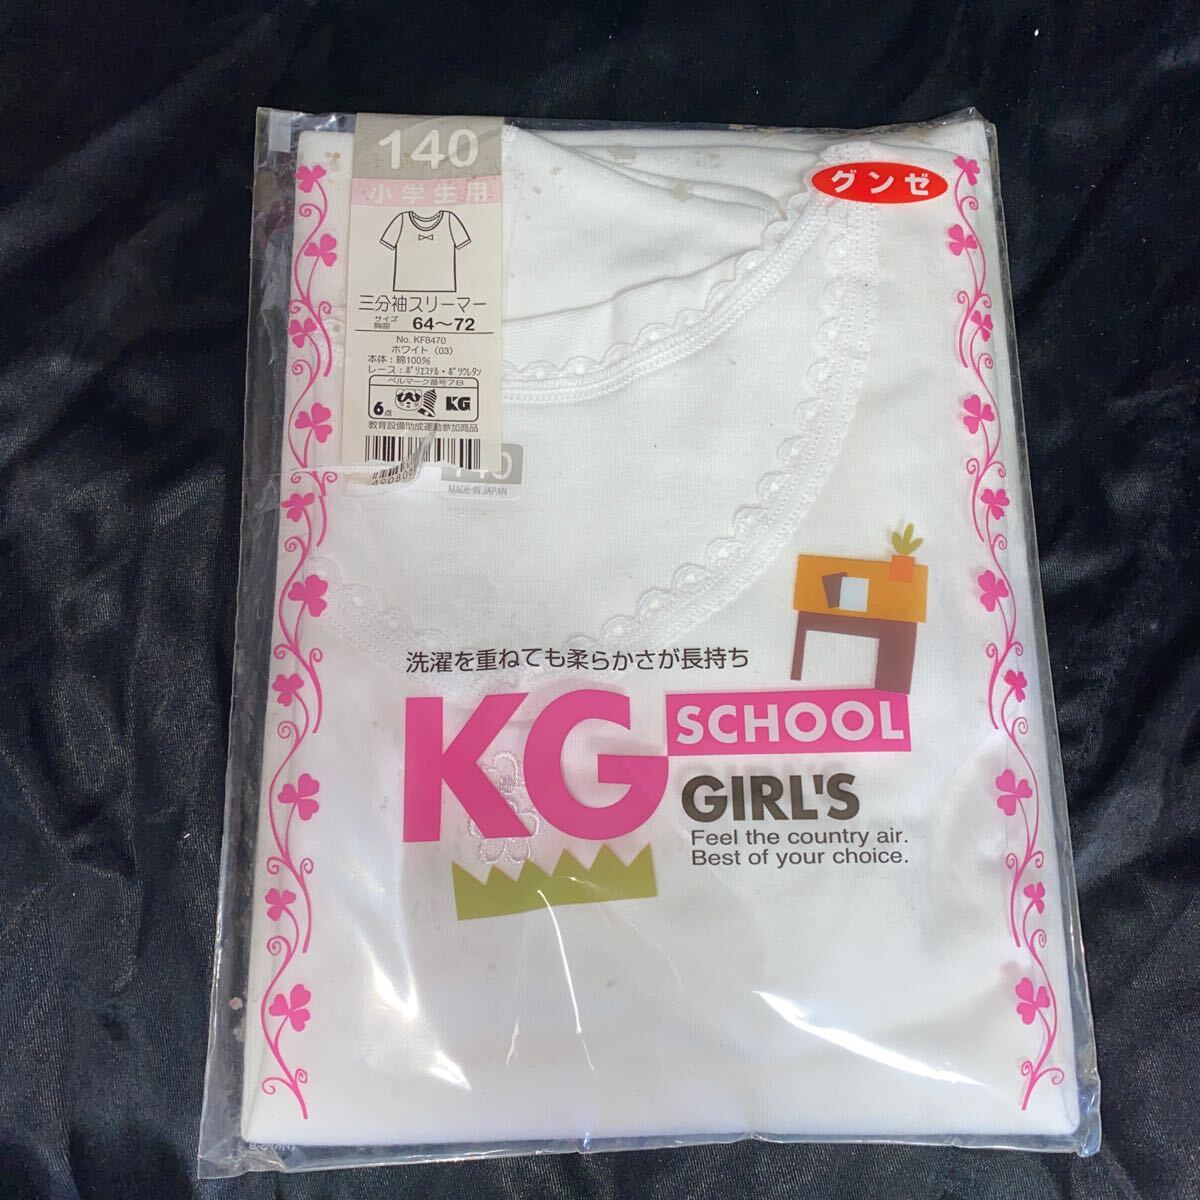 140
小学生用
グンゼ
三分袖スリーマー
サイズ
胸囲 64～72
No. KF8470
ホワイト (03)
本体：綿100%
レース：ポリエステル・ポリウレタン
ベルマーク番号78
6点 KG
教育設備助成運動参加商品
140
MADE IN JAPAN
洗濯を重ねても柔らかさが長持ち
KG SCHOOL
GIRL'S
Feel the country air.
Best of your choice.